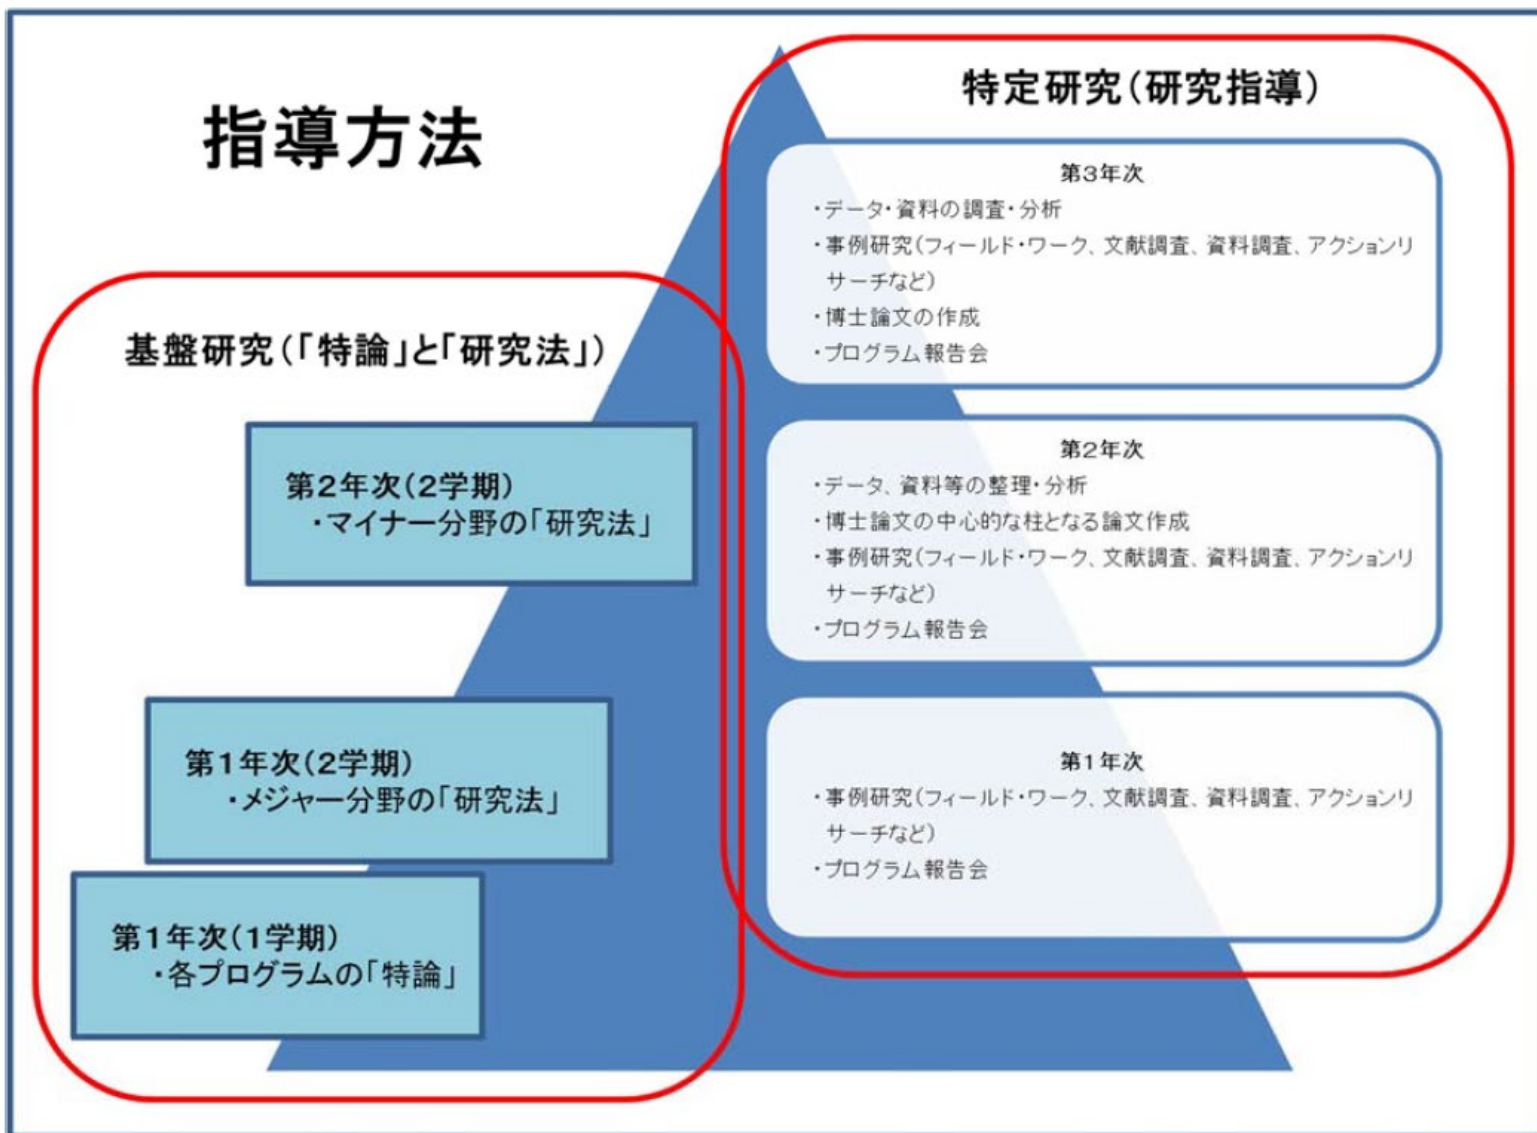 指導方法
基盤研究(「特論」と「研究法」)
第2年次(2学期)
・マイナー分野の「研究法」
第1年次(2学期)
・メジャー分野の「研究法」
第1年次(1学期)
・各プログラムの「特論」
特定研究(研究指導)
第3年次
・データ・資料の調査・分析
・事例研究(フィールド・ワーク、文献調査、資料調査、アクションリ
サーチなど)
・博士論文の作成
・プログラム報告会
第2年次
・データ、資料等の整理・分析
・博士論文の中心的な柱となる論文作成
・事例研究(フィールド・ワーク、文献調査、資料調査、アクションリ
サーチなど)
・プログラム報告会
第1年次
・事例研究(フィールド・ワーク、文献調査、資料調査、アクションリ
サーチなど)
・プログラム報告会